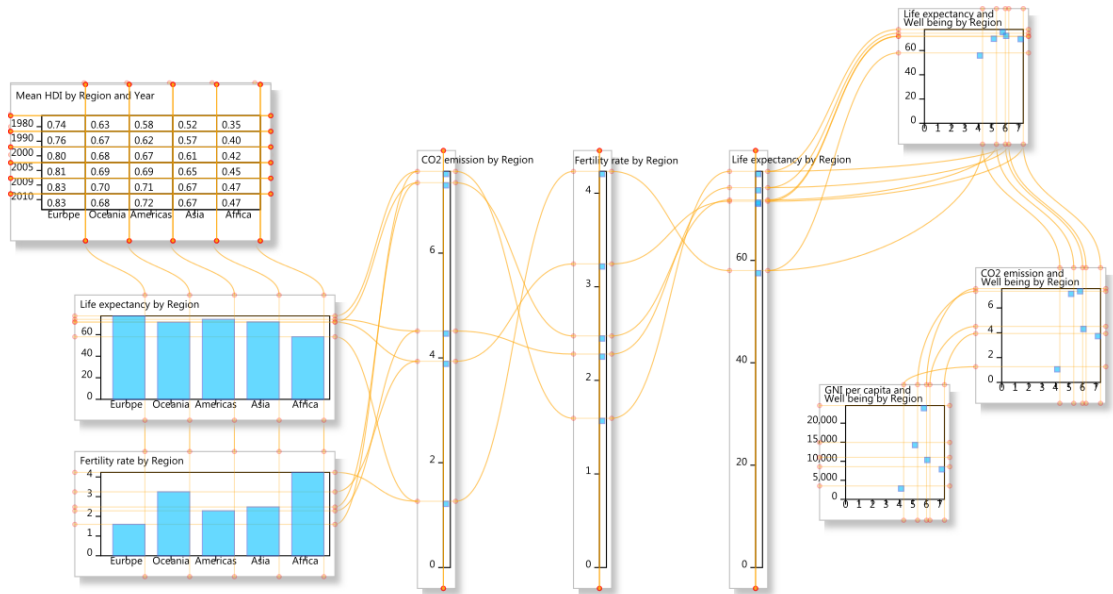 Mean HDI by Region and Year
1980 0.74 0.63 0.58 0.52 0.35
1990 0.76 0.67 0.62 0.57 0.40
2000 0.80 0.68 0.67 0.61 0.42
2005 0.81 0.69 0.69 0.65 0.45
2009 0.83 0.70 0.71 0.67 0.47
2010 0.83 0.68 0.72 0.67 0.47
Europe Oceania Americas Asia Africa
Life expectancy by Region
60
40
20
0
Europe Oceania Americas Asia Africa
Fertility rate by Region
4
3
2
1
0
Europe Oceania Americas Asia Africa
CO2 emission by Region
6
4
2
0
Fertility rate by Region
4
3
2
1
0
Life expectancy by Region
60
40
20
0
Life expectancy and
Well being by Region
60
40
20
0
0 1 2 3 4 5 6 7
CO2 emission and
Well being by Region
6
4
2
0
0 1 2 3 4 5 6 7
GNI per capita and
Well being by Region
20,000
15,000
10,000
5,000
0
0 1 2 3 4 5 6 7